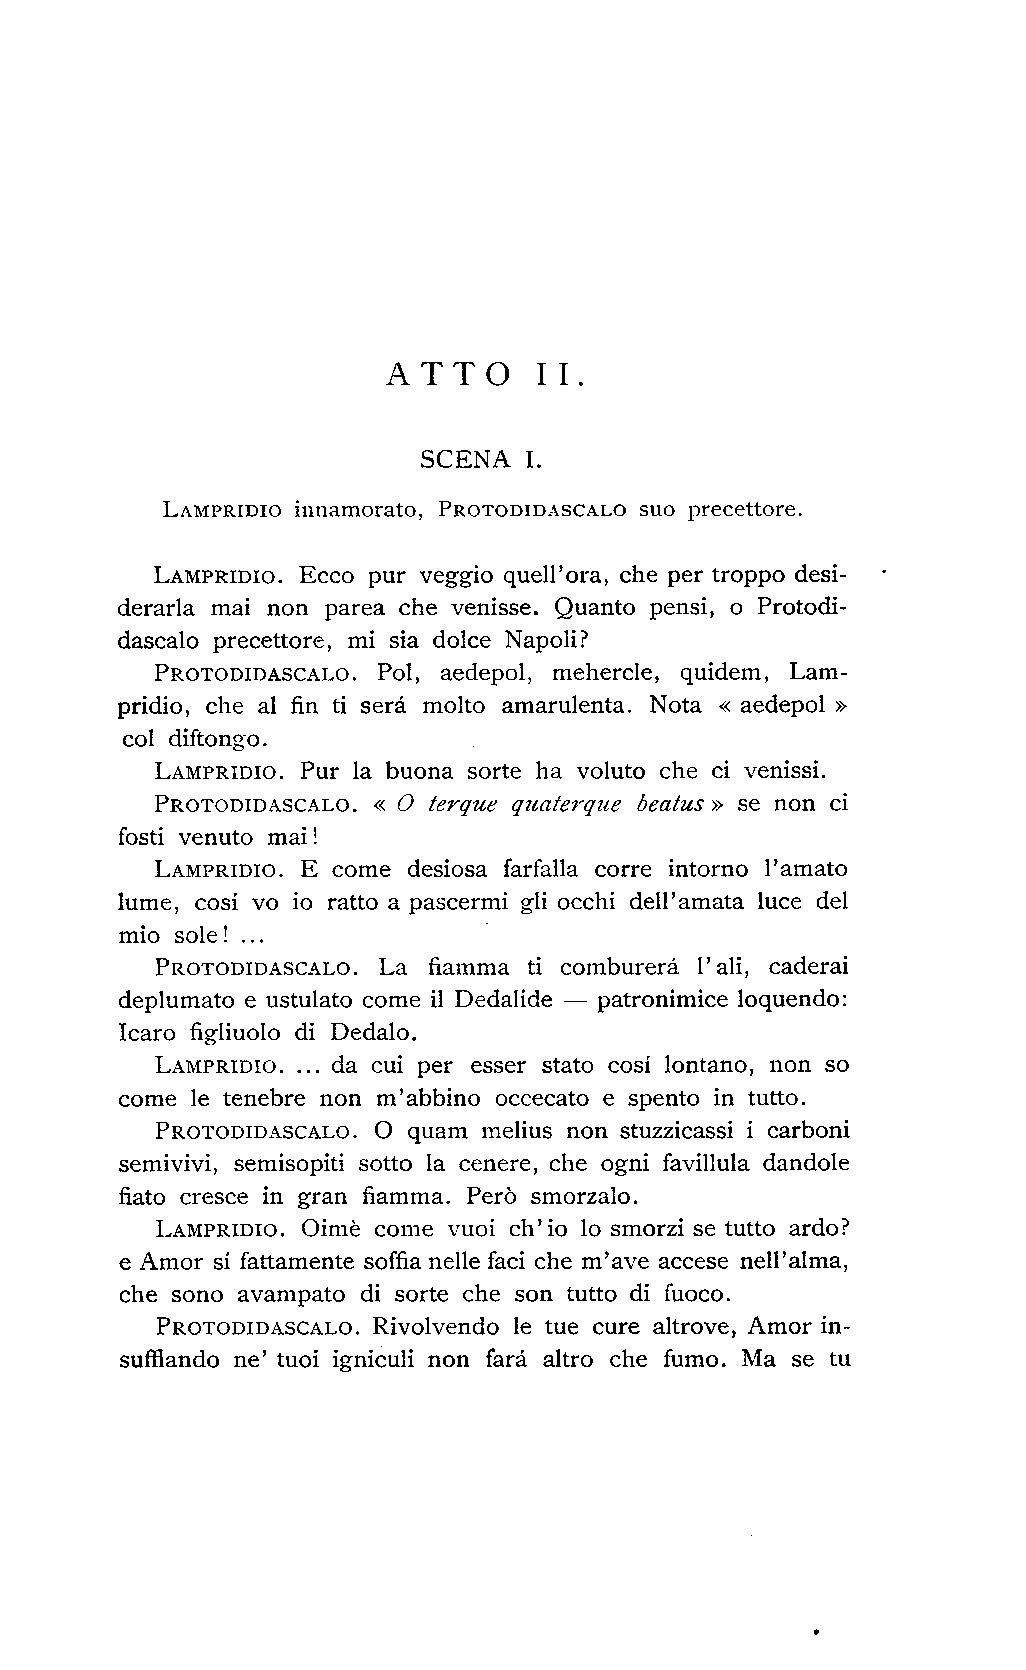 ATTO II.
SCENA I.
LAMPRIDIO innamorato, PROTODIDASCALO suo precettore.
LAMPRIDIO. Ecco pur veggio quell'ora, che per troppo desi-
derarla mai non parea che venisse. Quanto pensi, o Protodi-
dascalo precettore, mi sia dolce Napoli?
PROTODIDASCALO. Pol, aedepol, mehercle, quidem, Lam-
pridio, che al fin ti será molto amarulenta. Nota « aedepol »
col diftongo.
LAMPRIDIO. Pur la buona sorte ha voluto che ci venissi.
PROTODIDASCALO. « O terque quaterque beatus » se non ci
fosti venuto mai!
LAMPRIDIO. E come desiosa farfalla corre intorno l'amato
lume, cosí vo io ratto a pascermi gli occhi dell'amata luce del
mio sole! ...
PROTODIDASCALO. La fiamma ti comburerá l'ali, caderai
deplumato e ustulato come il Dedalide — patronimice loquendo:
Icaro figliuolo di Dedalo.
LAMPRIDIO. ... da cui per esser stato cosí lontano, non so
come le tenebre non m'abbino occecato e spento in tutto.
PROTODIDASCALO. O quam melius non stuzzicassi i carboni
semivivi, semisopiti sotto la cenere, che ogni favillula dandole
fiato cresce in gran fiamma. Però smorzalo.
LAMPRIDIO. Oimè come vuoi ch'io lo smorzi se tutto ardo?
e Amor sí fattamente soffia nelle faci che m'ave accese nell'alma,
che sono avampato di sorte che son tutto di fuoco.
PROTODIDASCALO. Rivolvendo le tue cure altrove, Amor in-
sufflando ne' tuoi igniculi non fará altro che fumo. Ma se tu